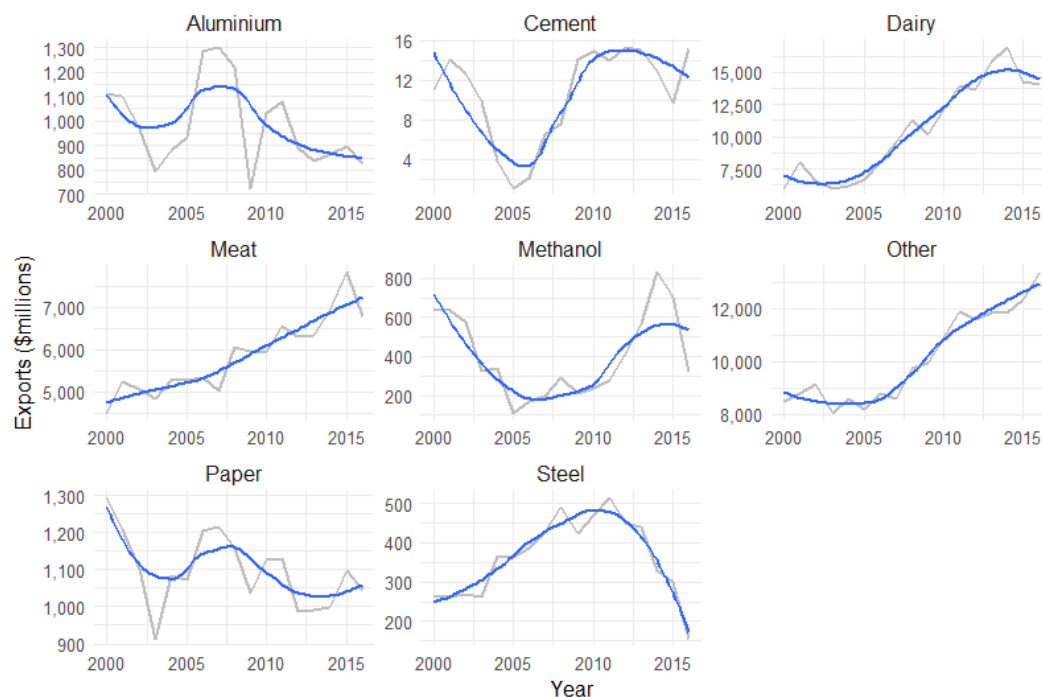 Aluminium
Cement
Dairy
1,300
1,200
1,100
1,000
900
800
700
16
12
8
4
15,000
12,500
10,000
7,500
2000 2005 2010 2015
2000 2005 2010 2015
2000 2005 2010 2015
Meat
Methanol
Other
7,000
6,000
5,000
800
600
400
200
12,000
10,000
8,000
2000 2005 2010 2015
2000 2005 2010 2015
2000 2005 2010 2015
Paper
Steel
1,300
1,200
1,100
1,000
900
500
400
300
200
2000 2005 2010 2015
2000 2005 2010 2015
Exports ($millions)
Year